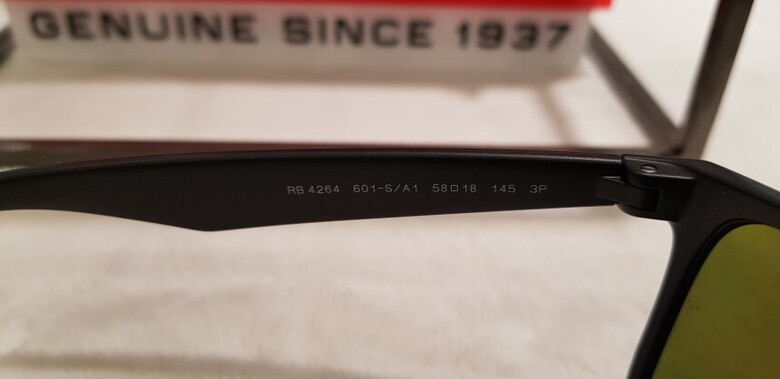 GENUINE SINCE 1937
RB 4264 601-S/A1 58□18 145 3P